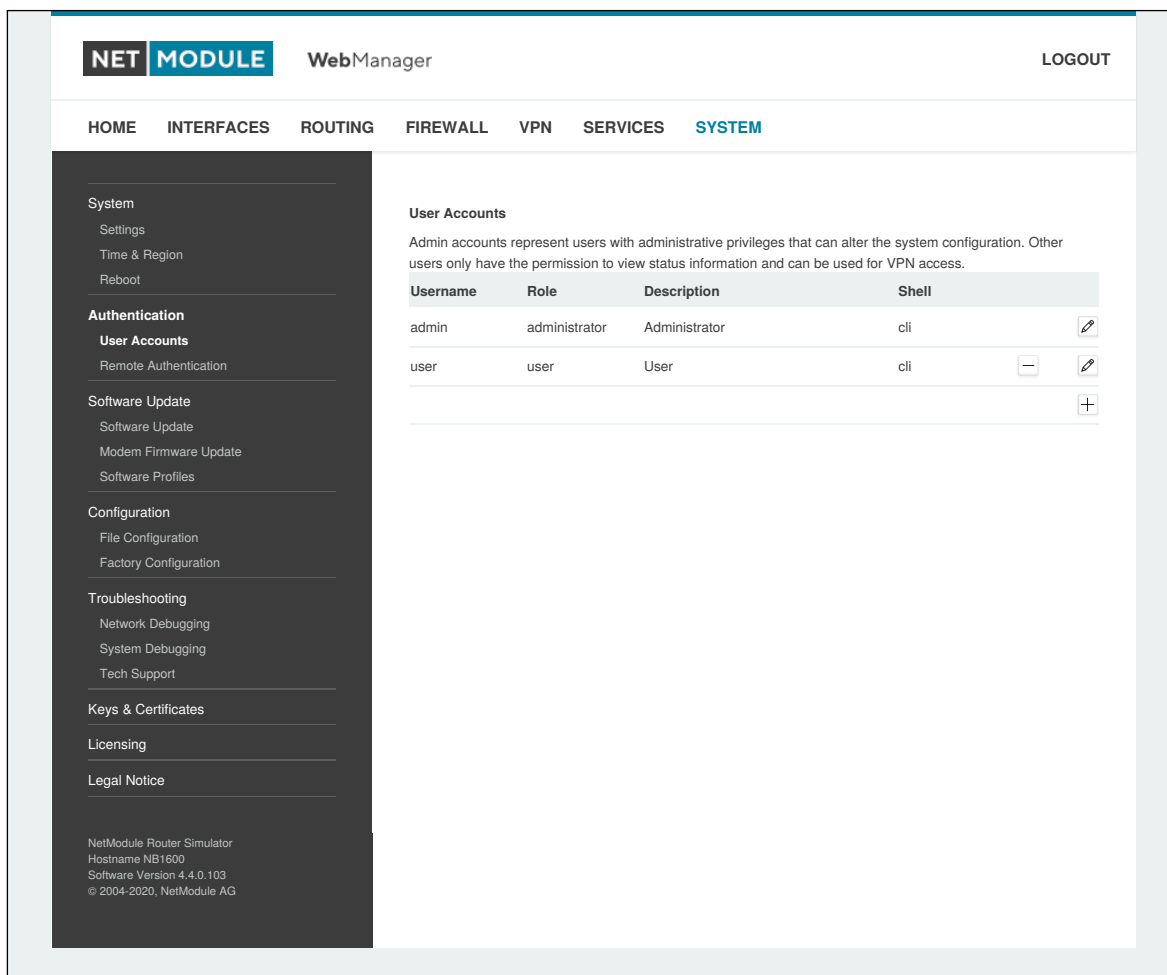 NET MODULE WebManager LOGOUT
HOME INTERFACES ROUTING FIREWALL VPN SERVICES SYSTEM
System
Settings
Time & Region
Reboot
Authentication
User Accounts
Remote Authentication
Software Update
Software Update
Modem Firmware Update
Software Profiles
Configuration
File Configuration
Factory Configuration
Troubleshooting
Network Debugging
System Debugging
Tech Support
Keys & Certificates
Licensing
Legal Notice
NetModule Router Simulator
Hostname NB1600
Software Version 4.4.0.103
© 2004-2020, NetModule AG
User Accounts
Admin accounts represent users with administrative privileges that can alter the system configuration. Other
users only have the permission to view status information and can be used for VPN access.
Username Role Description Shell
admin administrator Administrator cli
user user User cli